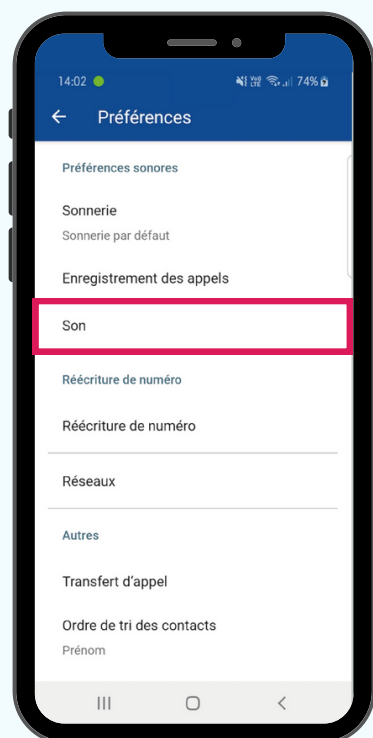 14:02 74%
Préférences
Préférences sonores
Sonnerie
Sonnerie par défaut
Enregistrement des appels
Son
Réécriture de numéro
Réécriture de numéro
Réseaux
Autres
Transfert d'appel
Ordre de tri des contacts
Prénom